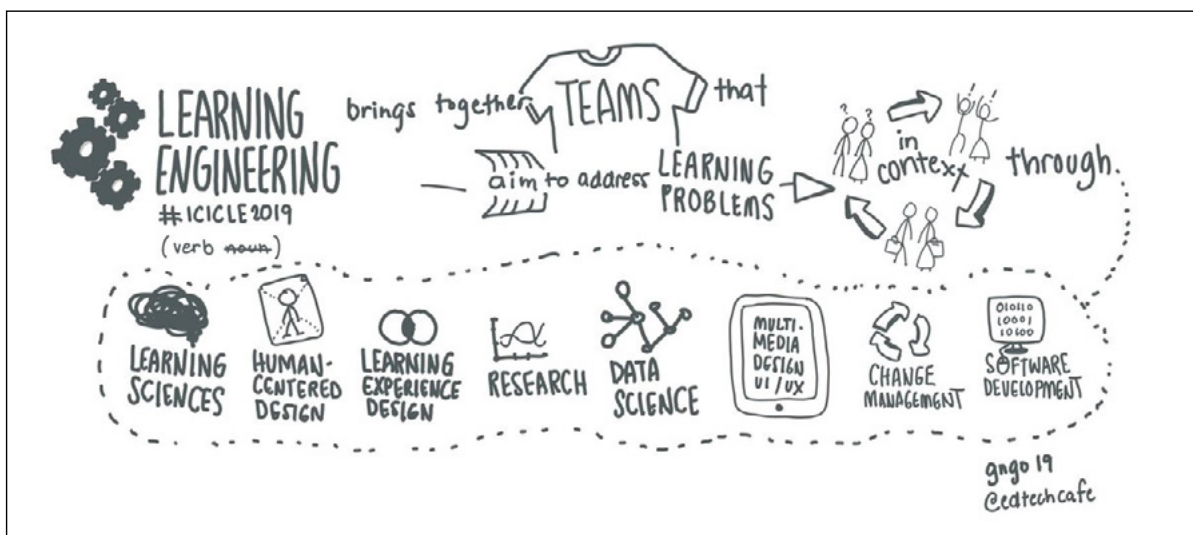 LEARNING
ENGINEERING
#ICICLE2019
(verb noun)
brings together TEAMS that
aim to address LEARNING
PROBLEMS
? ?
! !
in
context
through.
LEARNING
SCIENCES
HUMAN-
CENTERED
DESIGN
LEARNING
EXPERIENCE
DESIGN
RESEARCH
DATA
SCIENCE
MULTI-
MEDIA
DESIGN
UI/UX
CHANGE
MANAGEMENT
010110
10001
10100
SOFTWARE
DEVELOPMENT
gngo 19
@edtechcafe